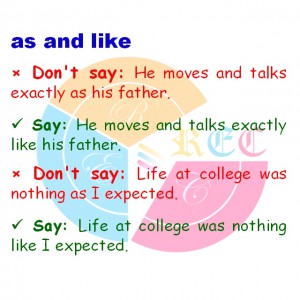 as and like
× Don't say: He moves and talks
exactly as his father.
✓ Say: He moves and talks exactly
like his father.
× Don't say: Life at college was
nothing as I expected.
✓ Say: Life at college was nothing
like I expected.
REC